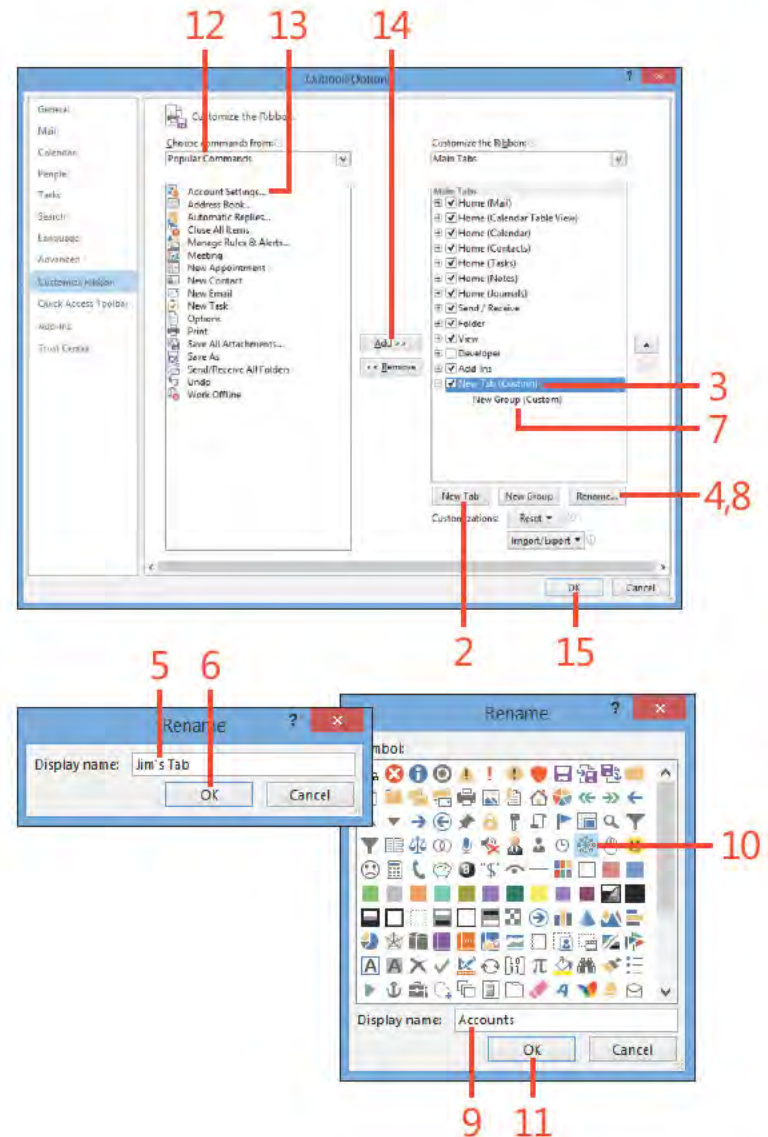 12 13 14
Outlook Options ?
General
Mail
Calendar
People
Tasks
Search
Language
Advanced
Customize Ribbon
Quick Access Toolbar
Add-Ins
Trust Center
Customize the Ribbon.
Choose commands from:
Popular Commands
Account Settings...
Address Book...
Automatic Replies...
Close All Items
Manage Rules & Alerts...
Meeting
New Appointment
New Contact
New Email
New Task
Options
Print
Save All Attachments...
Save As
Send/Receive All Folders
Undo
Work Offline
Add >>
<< Remove
Customize the Ribbon:
Main Tabs
Main Tabs
Home (Mail)
Home (Calendar Table View)
Home (Calendar)
Home (Contacts)
Home (Tasks)
Home (Notes)
Home (Journals)
Send / Receive
Folder
View
Developer
Add-Ins
New Tab (Custom)
New Group (Custom)
3
7
New Tab New Group Rename...
4,8
Customizations: Reset
Import/Export
OK Cancel
2 15
5 6
Rename ?
Display name: Jim's Tab
OK Cancel
Rename ?
mbol:
10
Display name: Accounts
OK Cancel
9 11